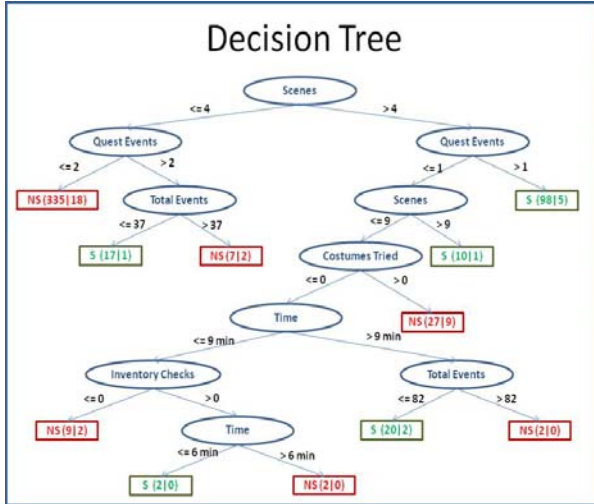 Decision Tree
Scenes
<= 4 > 4
Quest Events Quest Events
<= 2 > 2 <= 1 > 1
NS (335|18) Total Events Scenes S (98|5)
<= 37 > 37 <= 9 > 9
S (17|1) NS (7|2) Costumes Tried S (10|1)
<= 0 > 0
Time NS (27|9)
<= 9 min > 9 min
Inventory Checks Total Events
<= 0 > 0 <= 82 > 82
NS (9|2) Time S (20|2) NS (2|0)
<= 6 min > 6 min
S (2|0) NS (2|0)